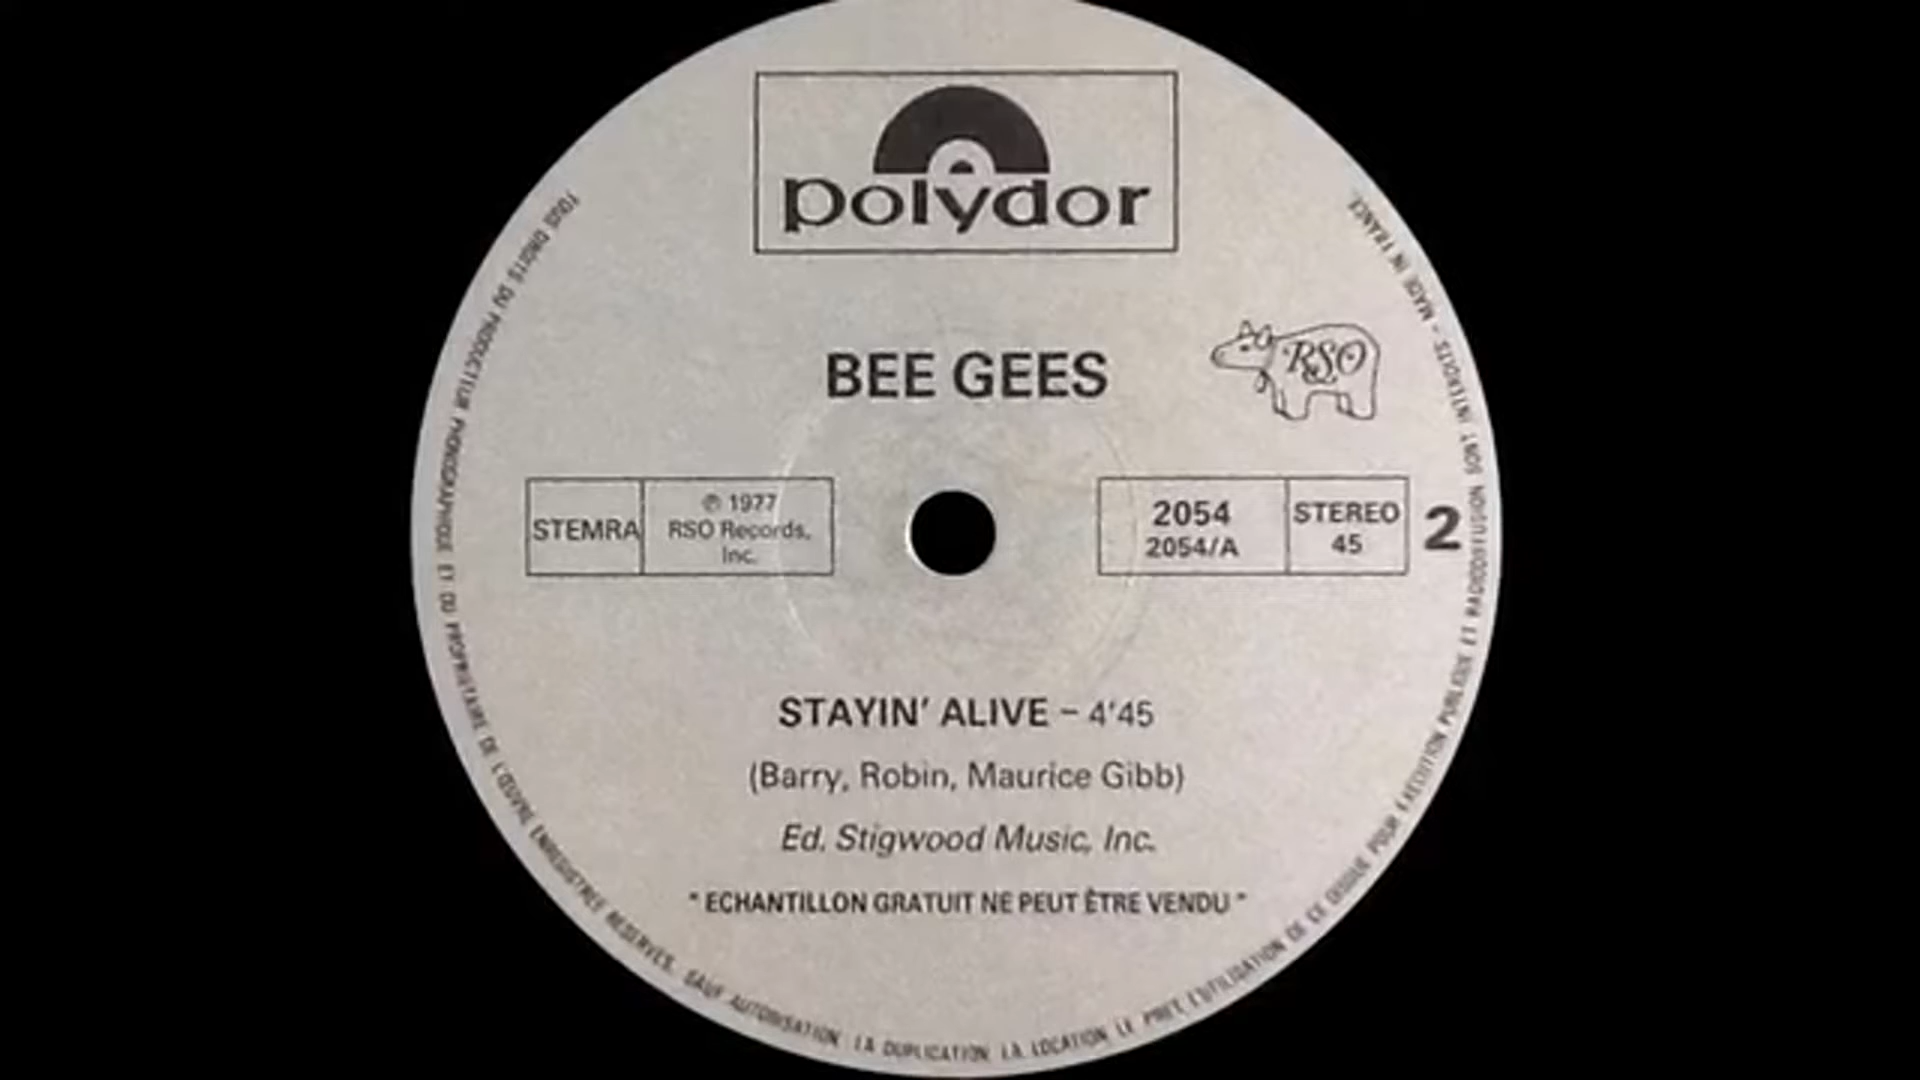 polydor
BEE GEES
RSO
STEMRA
℗ 1977
RSO Records,
Inc.
2054
2054/A
STEREO
45
2
STAYIN' ALIVE – 4'45
(Barry, Robin, Maurice Gibb)
Ed. Stigwood Music, Inc.
" ECHANTILLON GRATUIT NE PEUT ÊTRE VENDU "
TOUS DROITS DU PRODUCTEUR PHONOGRAPHIQUE ET DU PROPRIETAIRE DE L'ŒUVRE ENREGISTREE RESERVES. SAUF AUTORISATION LA DUPLICATION LA LOCATION LE PRET L'UTILISATION DE CE DISQUE POUR EXECUTION PUBLIQUE ET RADIODIFFUSION SONT INTERDITS - MADE IN FRANCE.